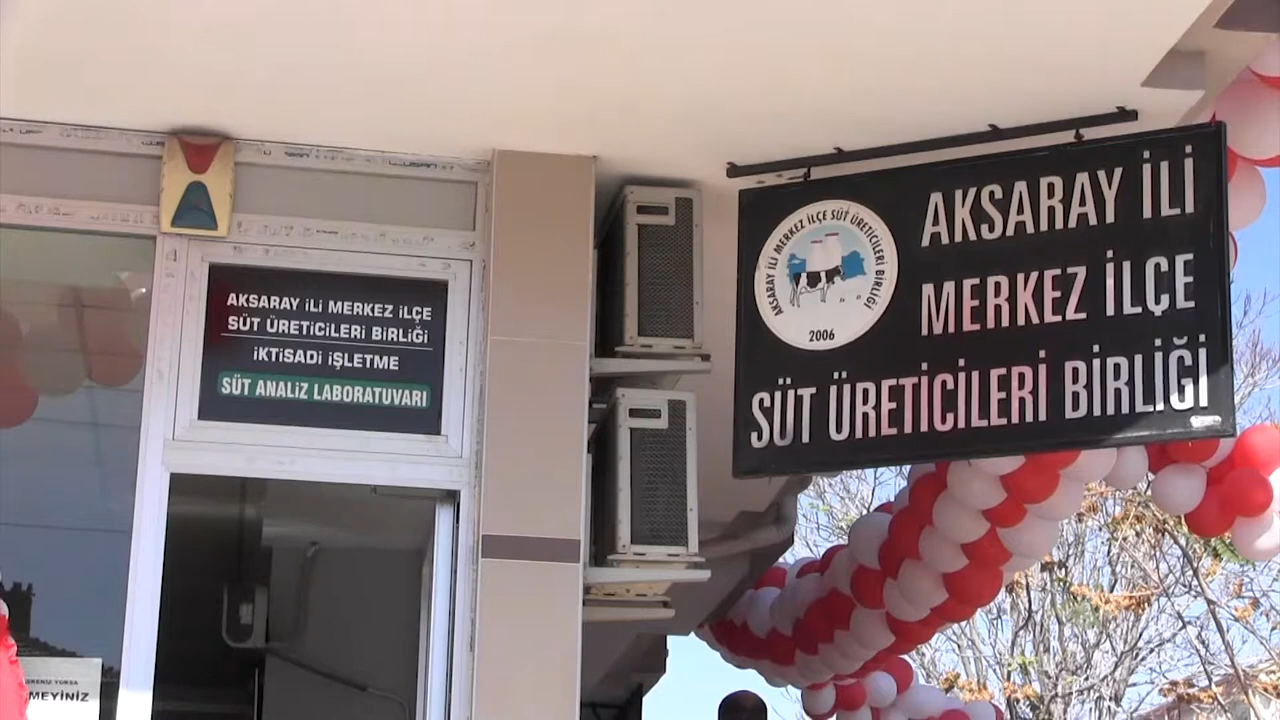 AKSARAY İLİ MERKEZ İLÇE
SÜT ÜRETİCİLERİ BİRLİĞİ
İKTİSADİ İŞLETME
SÜT ANALİZ LABORATUVARI
AKSARAY İLİ MERKEZ İLÇE SÜT ÜRETİCİLERİ BİRLİĞİ
2006
AKSARAY İLİ
MERKEZ İLÇE
SÜT ÜRETİCİLERİ BİRLİĞİ
MEYİNİZ